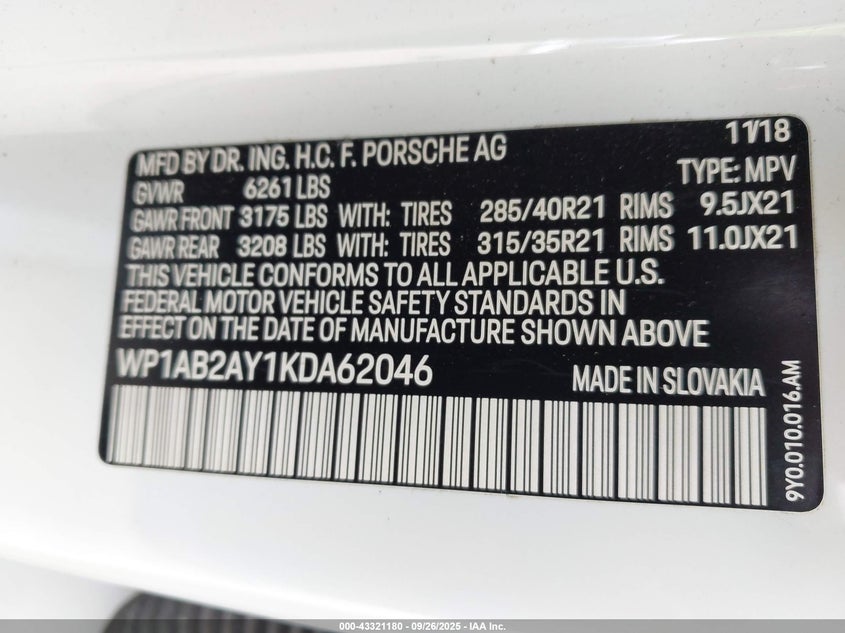 11/18
MFD BY DR. ING. H.C. F. PORSCHE AG
TYPE: MPV
GVWR 6261 LBS
GAWR FRONT 3175 LBS WITH: TIRES 285/40R21 RIMS 9.5JX21
GAWR REAR 3208 LBS WITH: TIRES 315/35R21 RIMS 11.0JX21
THIS VEHICLE CONFORMS TO ALL APPLICABLE U.S.
FEDERAL MOTOR VEHICLE SAFETY STANDARDS IN
EFFECT ON THE DATE OF MANUFACTURE SHOWN ABOVE
WP1AB2AY1KDA62046 MADE IN SLOVAKIA
9Y0.010.016.AM
000-43321180 - 09/26/2025 - IAA Inc.